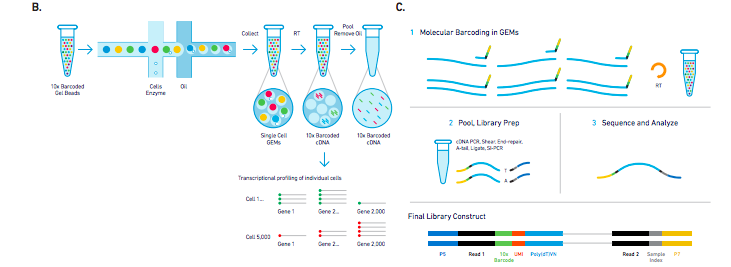 B.
Collect
RT
Pool
Remove Oil
10x Barcoded
Gel Beads
Cells
Enzyme
Oil
Single Cell
GEMs
10x Barcoded
cDNA
10x Barcoded
cDNA
Transcriptional profiling of individual cells
Cell 1...
Gene 1
Gene 2...
Gene 2,000
Cell 5,000
Gene 1
Gene 2...
Gene 2,000
C.
1 Molecular Barcoding in GEMs
RT
2 Pool, Library Prep
cDNA PCR, Shear, End-repair,
A-tail, Ligate, SI-PCR
T
A
3 Sequence and Analyze
Final Library Construct
P5
Read 1
10x
Barcode
UMI
Poly(dT)VN
Read 2
Sample
Index
P7